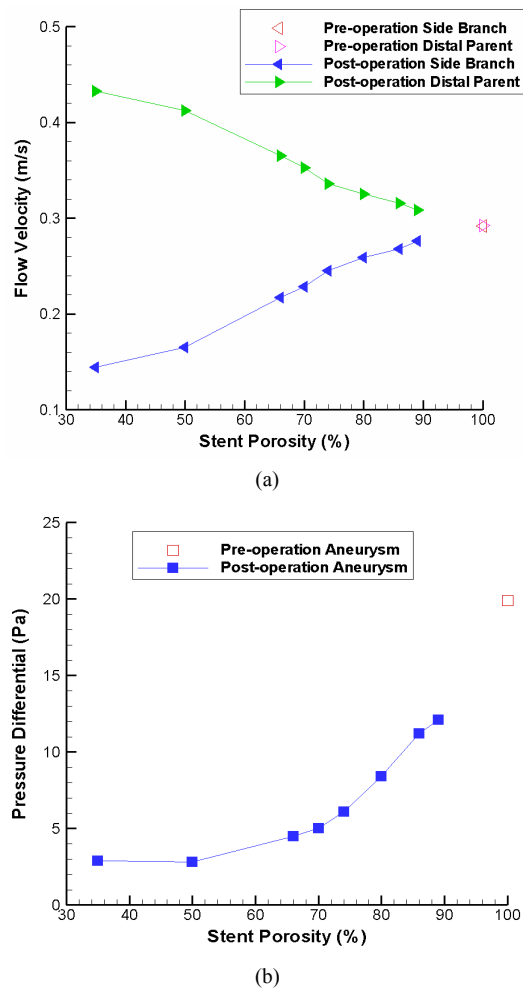 Pre-operation Side Branch
Pre-operation Distal Parent
Post-operation Side Branch
Post-operation Distal Parent
0.5
0.4
0.3
0.2
0.1
Flow Velocity (m/s)
30 40 50 60 70 80 90 100
Stent Porosity (%)
(a)
Pre-operation Aneurysm
Post-operation Aneurysm
25
20
15
10
5
0
Pressure Differential (Pa)
30 40 50 60 70 80 90 100
Stent Porosity (%)
(b)